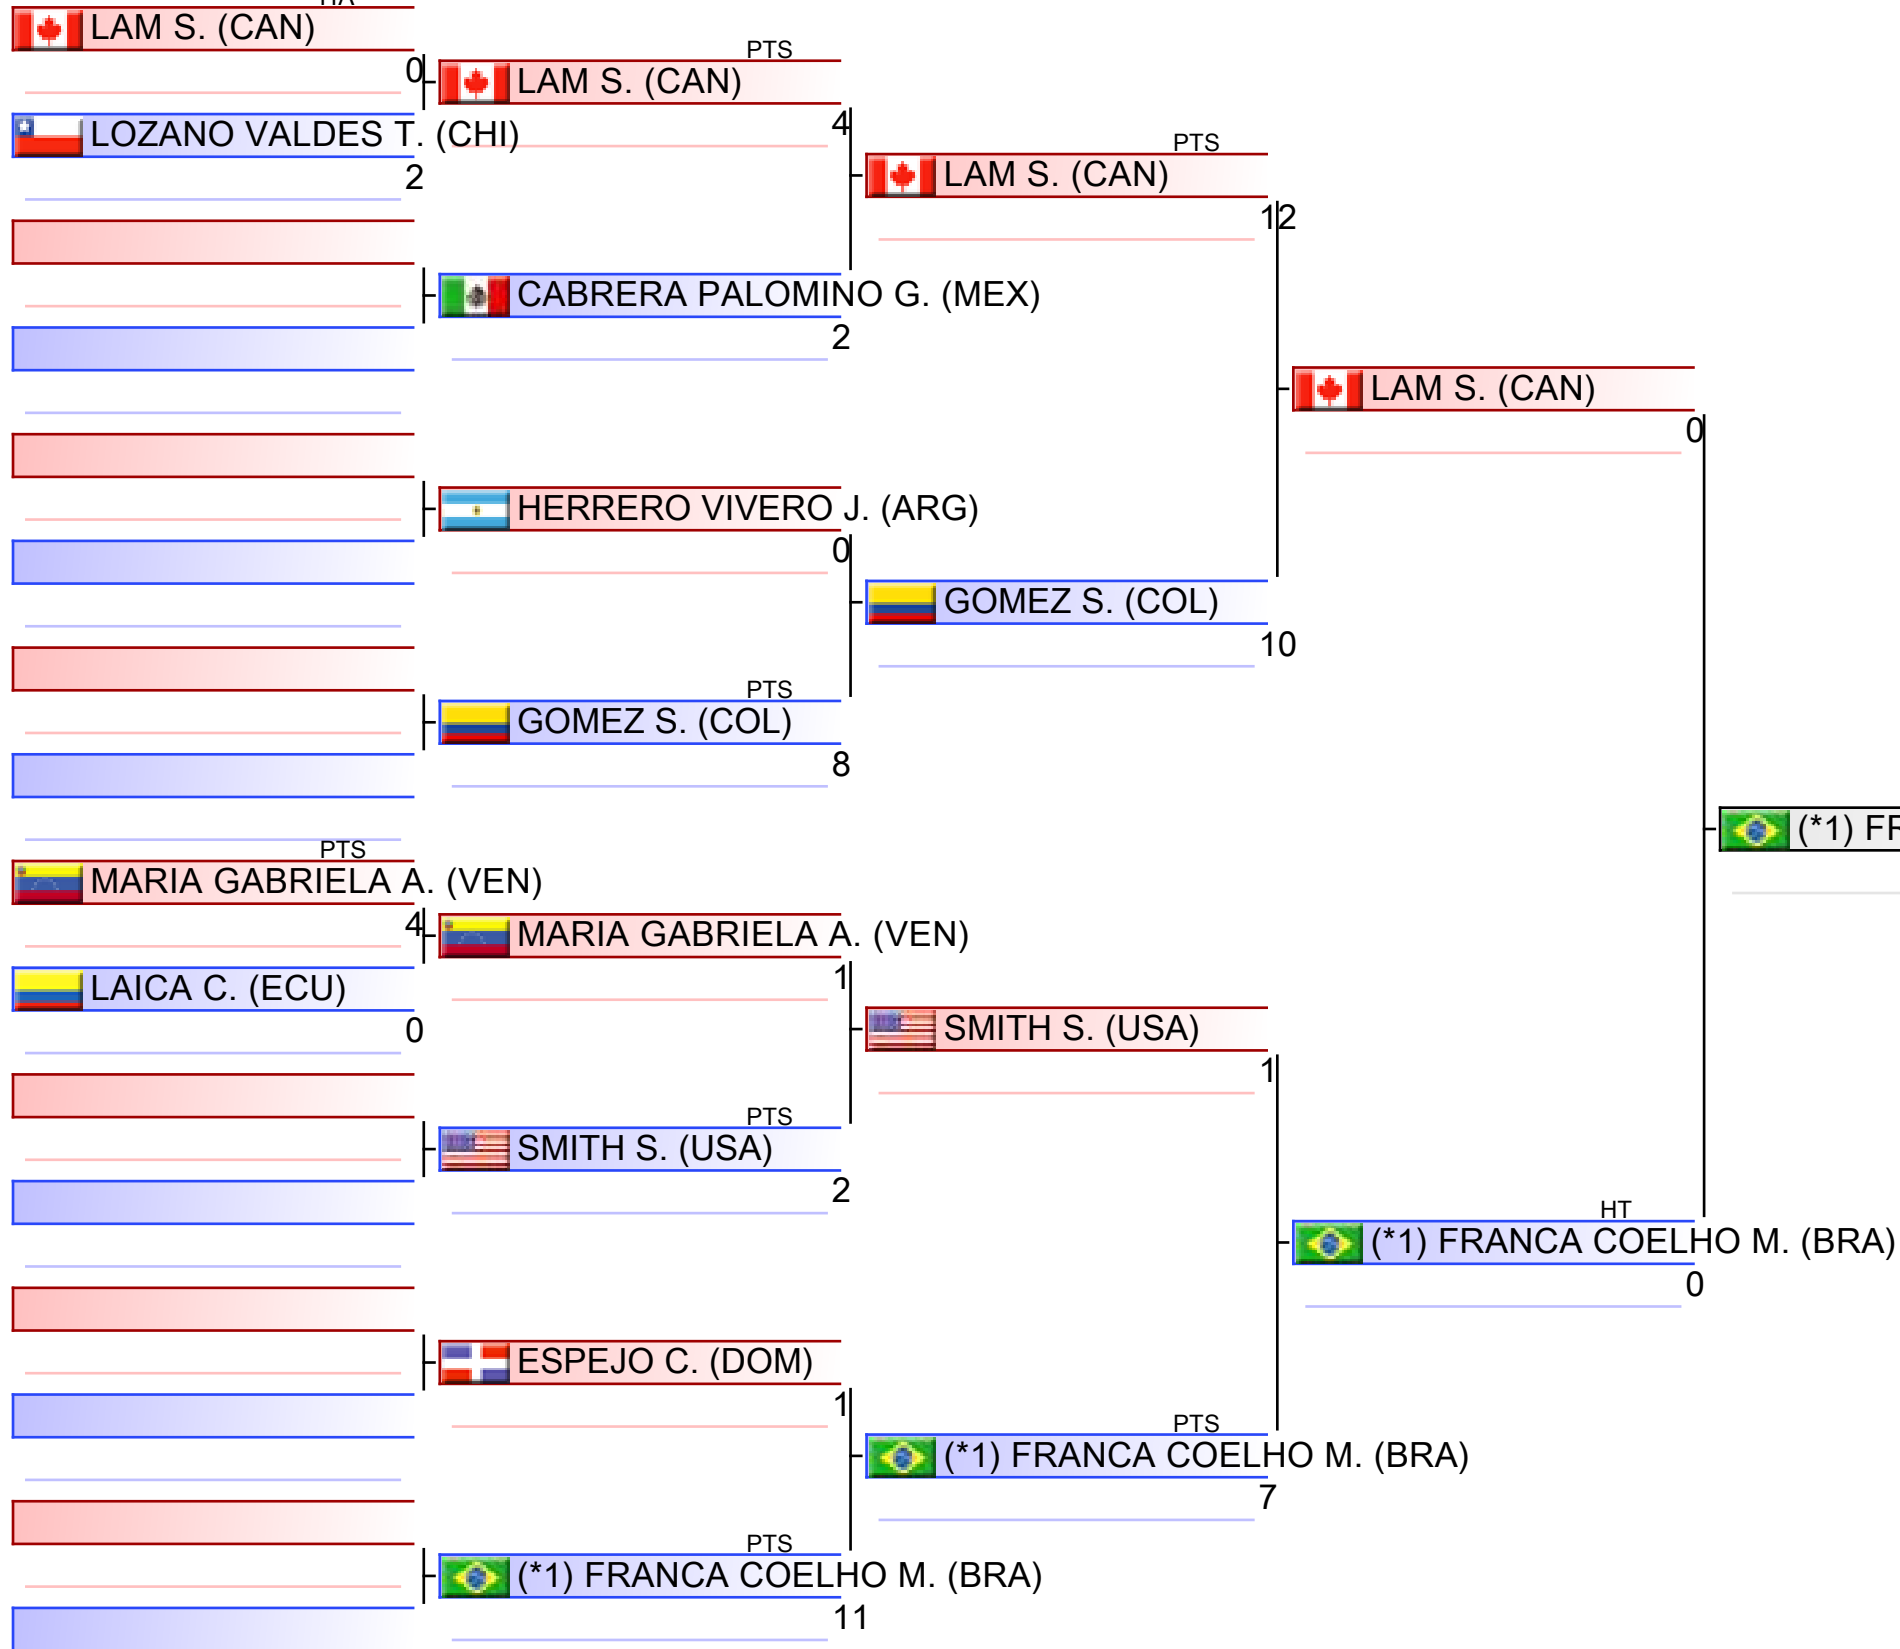 LAM S. (CAN)
0
LOZANO VALDES T. (CHI)
2
PTS
MARIA GABRIELA A. (VEN)
4
LAICA C. (ECU)
0
PTS
LAM S. (CAN)
4
CABRERA PALOMINO G. (MEX)
2
HERRERO VIVERO J. (ARG)
0
PTS
GOMEZ S. (COL)
8
MARIA GABRIELA A. (VEN)
1
PTS
SMITH S. (USA)
2
ESPEJO C. (DOM)
1
PTS
(*1) FRANCA COELHO M. (BRA)
11
PTS
LAM S. (CAN)
12
GOMEZ S. (COL)
10
SMITH S. (USA)
1
PTS
(*1) FRANCA COELHO M. (BRA)
7
LAM S. (CAN)
0
HT
(*1) FRANCA COELHO M. (BRA)
0
(*1)